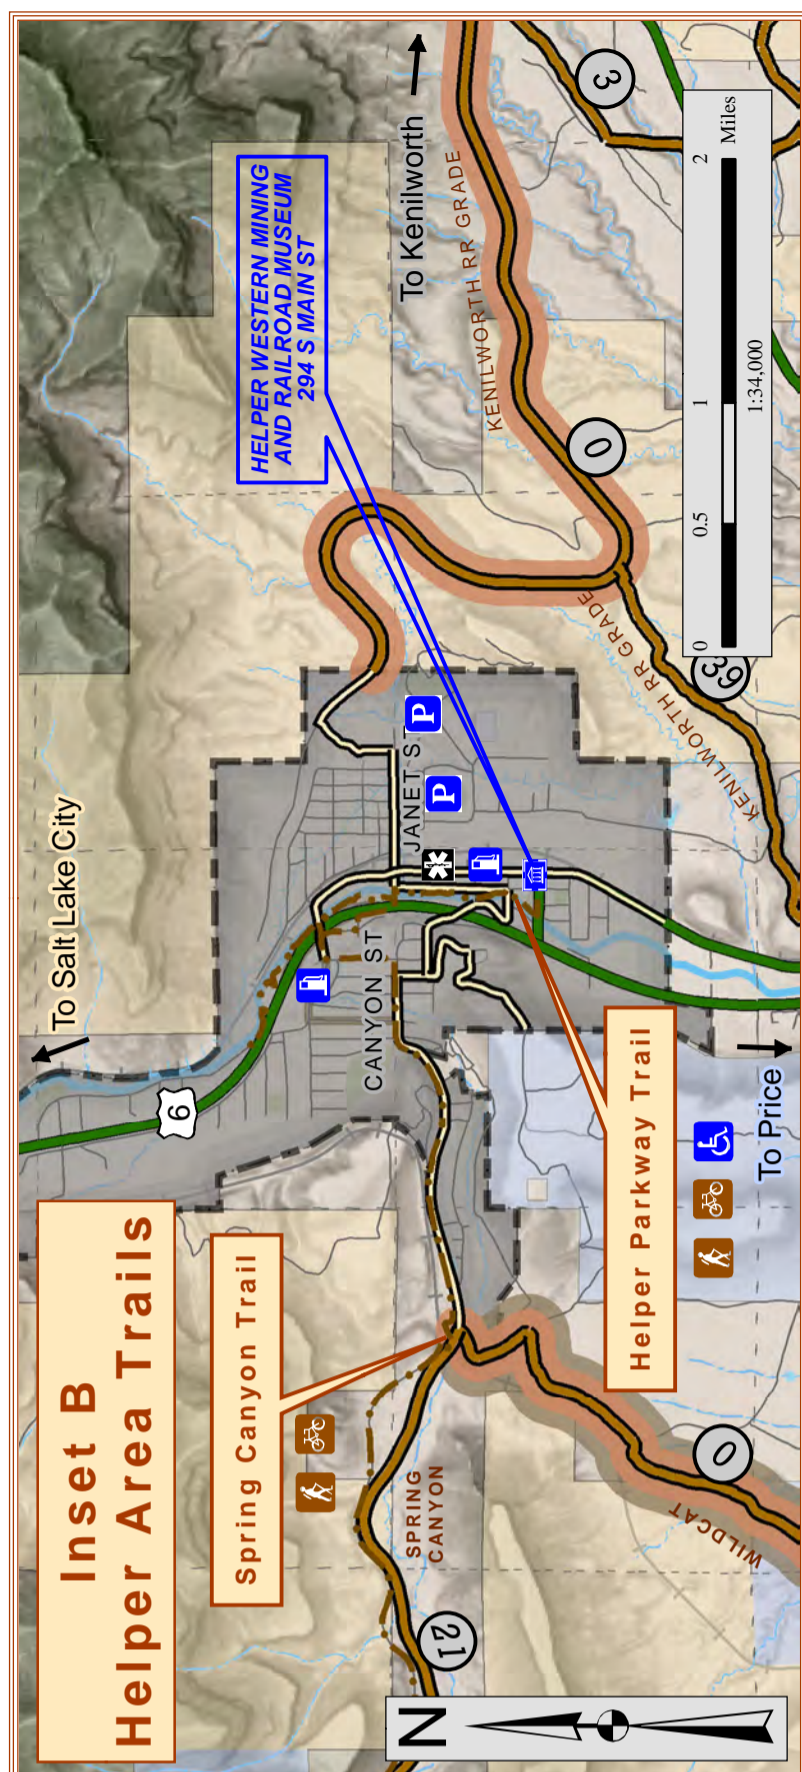 Inset B
Helper Area Trails
To Salt Lake City
6
HELPER WESTERN MINING
AND RAILROAD MUSEUM
294 S MAIN ST
Spring Canyon Trail
SPRING
CANYON
21
CANYON ST
JANET ST
P
P
To Kenilworth
KENILWORTH RR GRADE
0
3
KENILWORTH RR GRADE
Helper Parkway Trail
To Price
WILDCAT
0
N
0
0.5
1
2
Miles
1:34,000